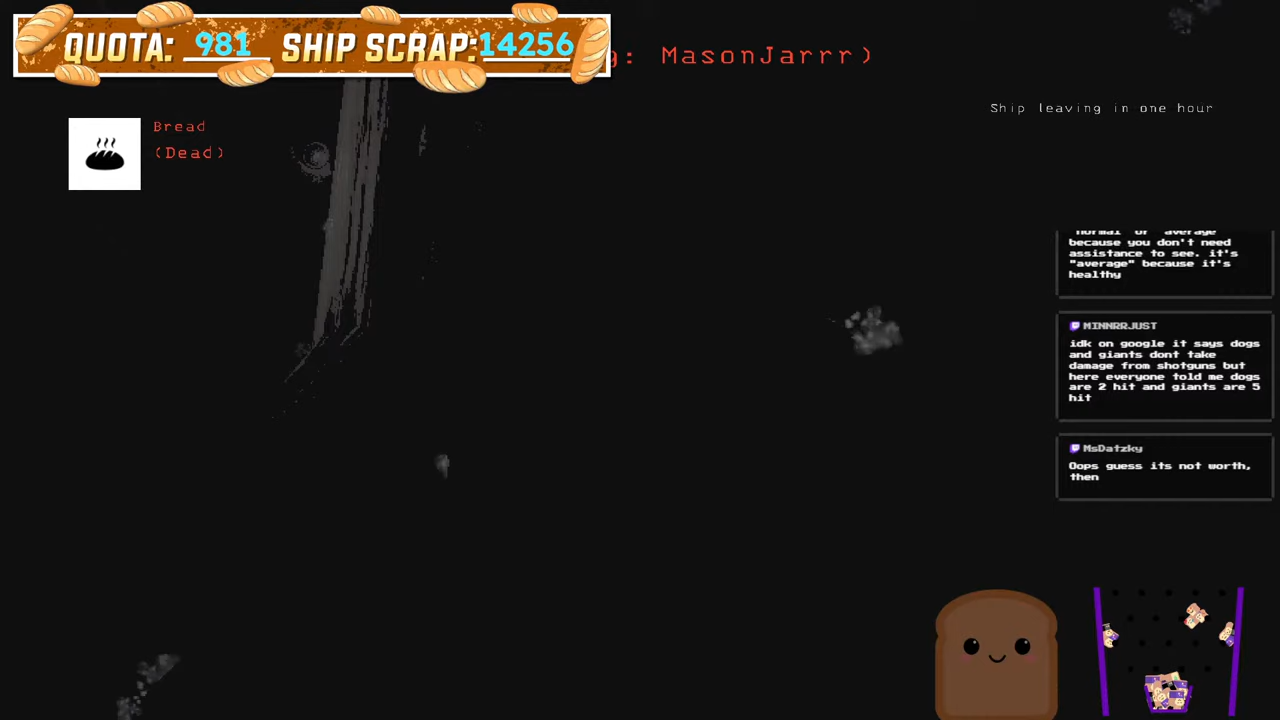 QUOTA: 981 SHIP SCRAP: 14256
: MasonJarrr)
Ship leaving in one hour
Bread
(Dead)
"normal" or "average"
because you don't need
assistance to see. it's
"average" because it's
healthy
MINNRRJUST
idk on google it says dogs
and giants dont take
damage from shotguns but
here everyone told me dogs
are 2 hit and giants are 5
hit
MsDatzky
Oops guess its not worth,
then